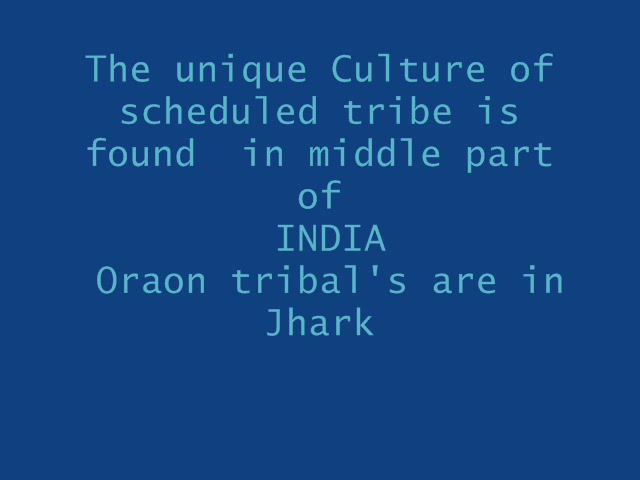 The unique Culture of
scheduled tribe is
found  in middle part
of
INDIA
Oraon tribal's are in
Jhark